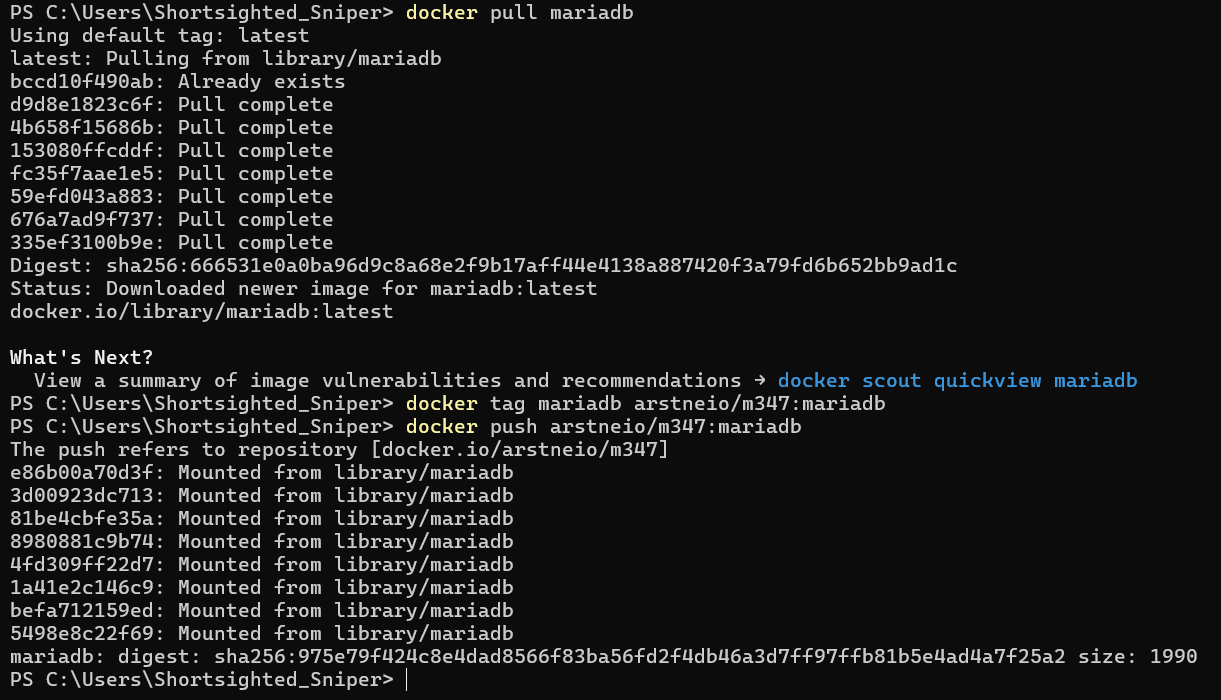 PS C:\Users\Shortsighted_Sniper> docker pull mariadb
Using default tag: latest
latest: Pulling from library/mariadb
bccd10f490ab: Already exists
d9d8e1823c6f: Pull complete
4b658f15686b: Pull complete
153080ffcddf: Pull complete
fc35f7aae1e5: Pull complete
59efd043a883: Pull complete
676a7ad9f737: Pull complete
335ef3100b9e: Pull complete
Digest: sha256:666531e0a0ba96d9c8a68e2f9b17aff44e4138a887420f3a79fd6b652bb9ad1c
Status: Downloaded newer image for mariadb:latest
docker.io/library/mariadb:latest
What's Next?
View a summary of image vulnerabilities and recommendations → docker scout quickview mariadb
PS C:\Users\Shortsighted_Sniper> docker tag mariadb arstneio/m347:mariadb
PS C:\Users\Shortsighted_Sniper> docker push arstneio/m347:mariadb
The push refers to repository [docker.io/arstneio/m347]
e86b00a70d3f: Mounted from library/mariadb
3d00923dc713: Mounted from library/mariadb
81be4cbfe35a: Mounted from library/mariadb
8980881c9b74: Mounted from library/mariadb
4fd309ff22d7: Mounted from library/mariadb
1a41e2c146c9: Mounted from library/mariadb
befa712159ed: Mounted from library/mariadb
5498e8c22f69: Mounted from library/mariadb
mariadb: digest: sha256:975e79f424c8e4dad8566f83ba56fd2f4db46a3d7ff97ffb81b5e4ad4a7f25a2 size: 1990
PS C:\Users\Shortsighted_Sniper>